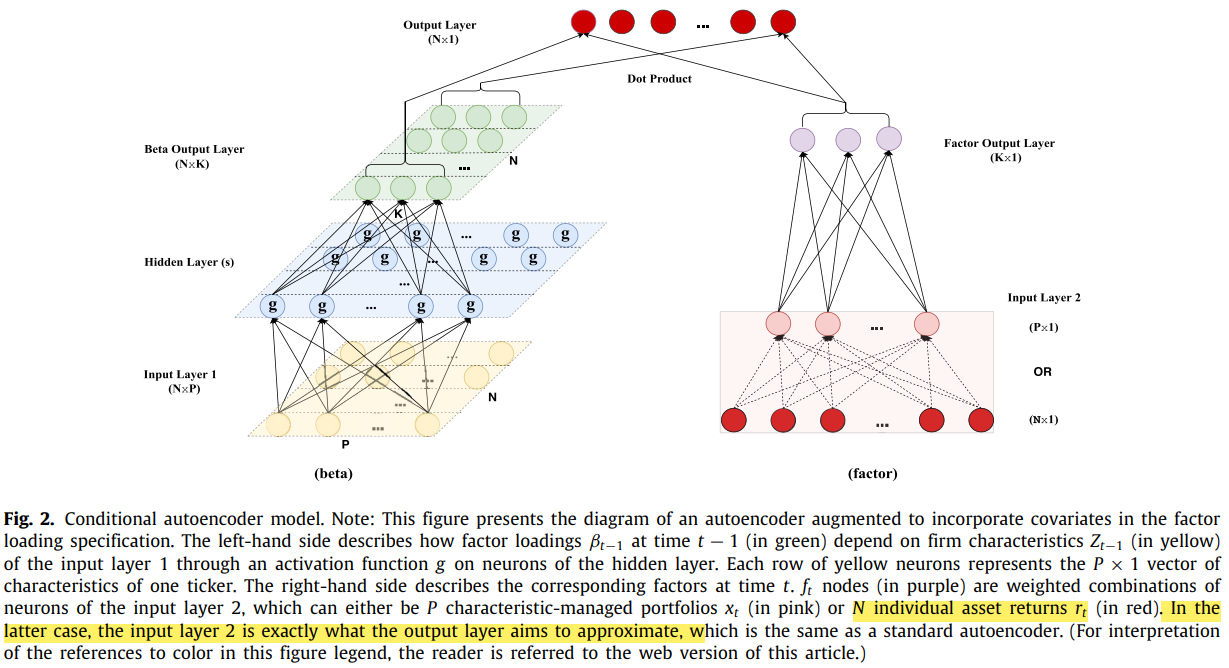 Output Layer
(N×1)
...
Dot Product
Beta Output Layer
(N×K)
N
...
K
Factor Output Layer
(K×1)
Hidden Layer (s)
g g ... g g
g g ... g g
...
g g ... g g
Input Layer 2
(P×1)
...
OR
(N×1)
...
Input Layer 1
(N×P)
...
...
...
N
...
P
(beta)
(factor)
Fig. 2. Conditional autoencoder model. Note: This figure presents the diagram of an autoencoder augmented to incorporate covariates in the factor
loading specification. The left-hand side describes how factor loadings βt−1 at time t − 1 (in green) depend on firm characteristics Zt−1 (in yellow)
of the input layer 1 through an activation function g on neurons of the hidden layer. Each row of yellow neurons represents the P × 1 vector of
characteristics of one ticker. The right-hand side describes the corresponding factors at time t. ft nodes (in purple) are weighted combinations of
neurons of the input layer 2, which can either be P characteristic-managed portfolios xt (in pink) or N individual asset returns rt (in red). In the
latter case, the input layer 2 is exactly what the output layer aims to approximate, which is the same as a standard autoencoder. (For interpretation
of the references to color in this figure legend, the reader is referred to the web version of this article.)